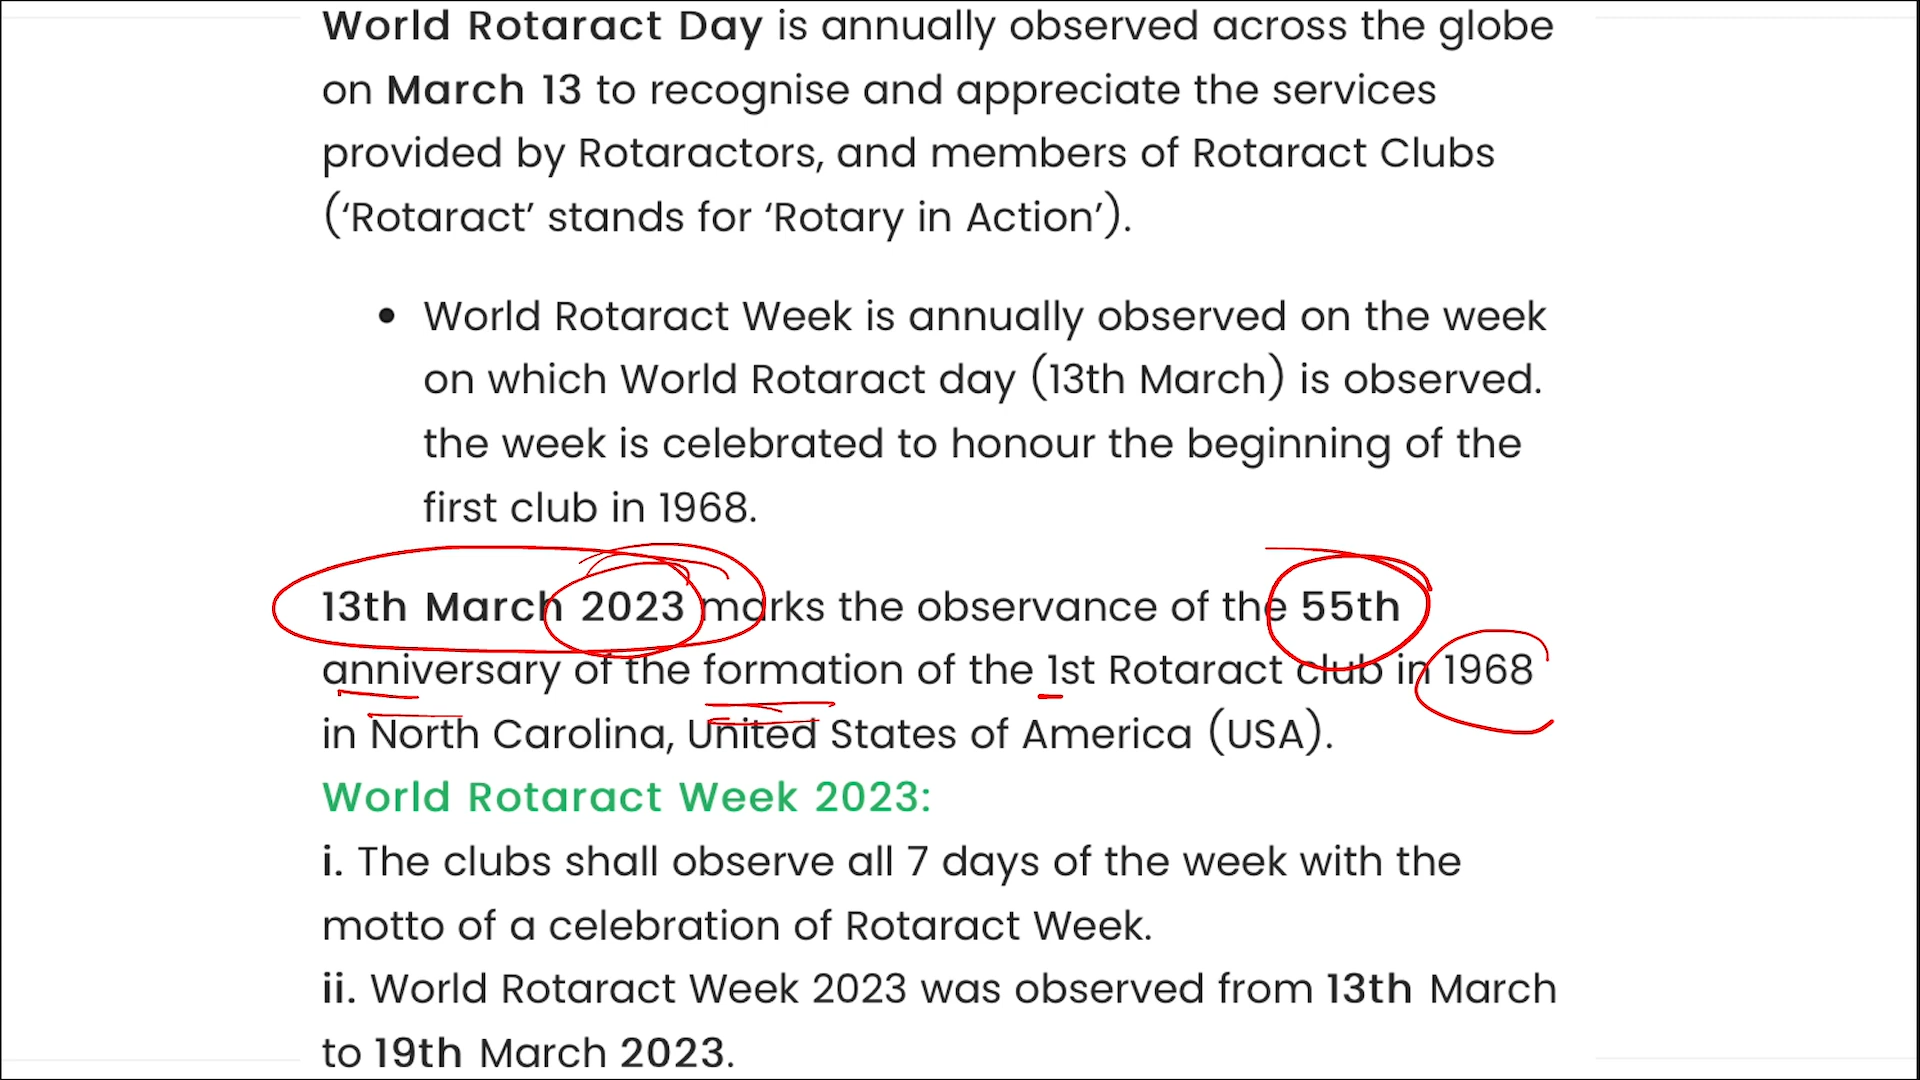 World Rotaract Day is annually observed across the globe
on March 13 to recognise and appreciate the services
provided by Rotaractors, and members of Rotaract Clubs
(‘Rotaract’ stands for ‘Rotary in Action’).
• World Rotaract Week is annually observed on the week
on which World Rotaract day (13th March) is observed.
the week is celebrated to honour the beginning of the
first club in 1968.
13th March 2023 marks the observance of the 55th
anniversary of the formation of the 1st Rotaract club in 1968
in North Carolina, United States of America (USA).
World Rotaract Week 2023:
i. The clubs shall observe all 7 days of the week with the
motto of a celebration of Rotaract Week.
ii. World Rotaract Week 2023 was observed from 13th March
to 19th March 2023.